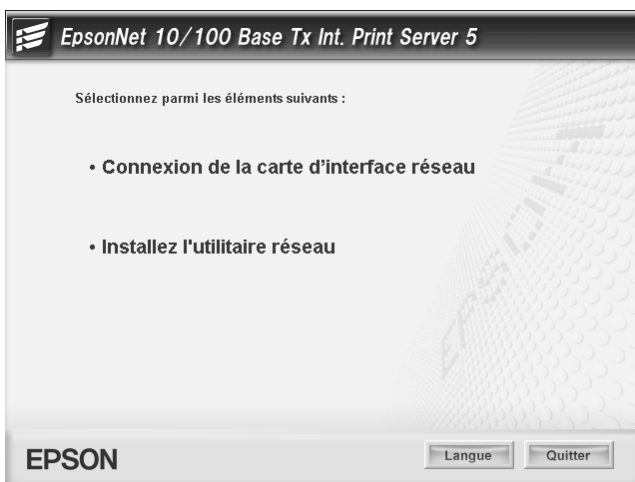 EpsonNet 10/100 Base Tx Int. Print Server 5
Sélectionnez parmi les éléments suivants :
• Connexion de la carte d'interface réseau
• Installez l'utilitaire réseau
EPSON
EPSON
Langue
Quitter